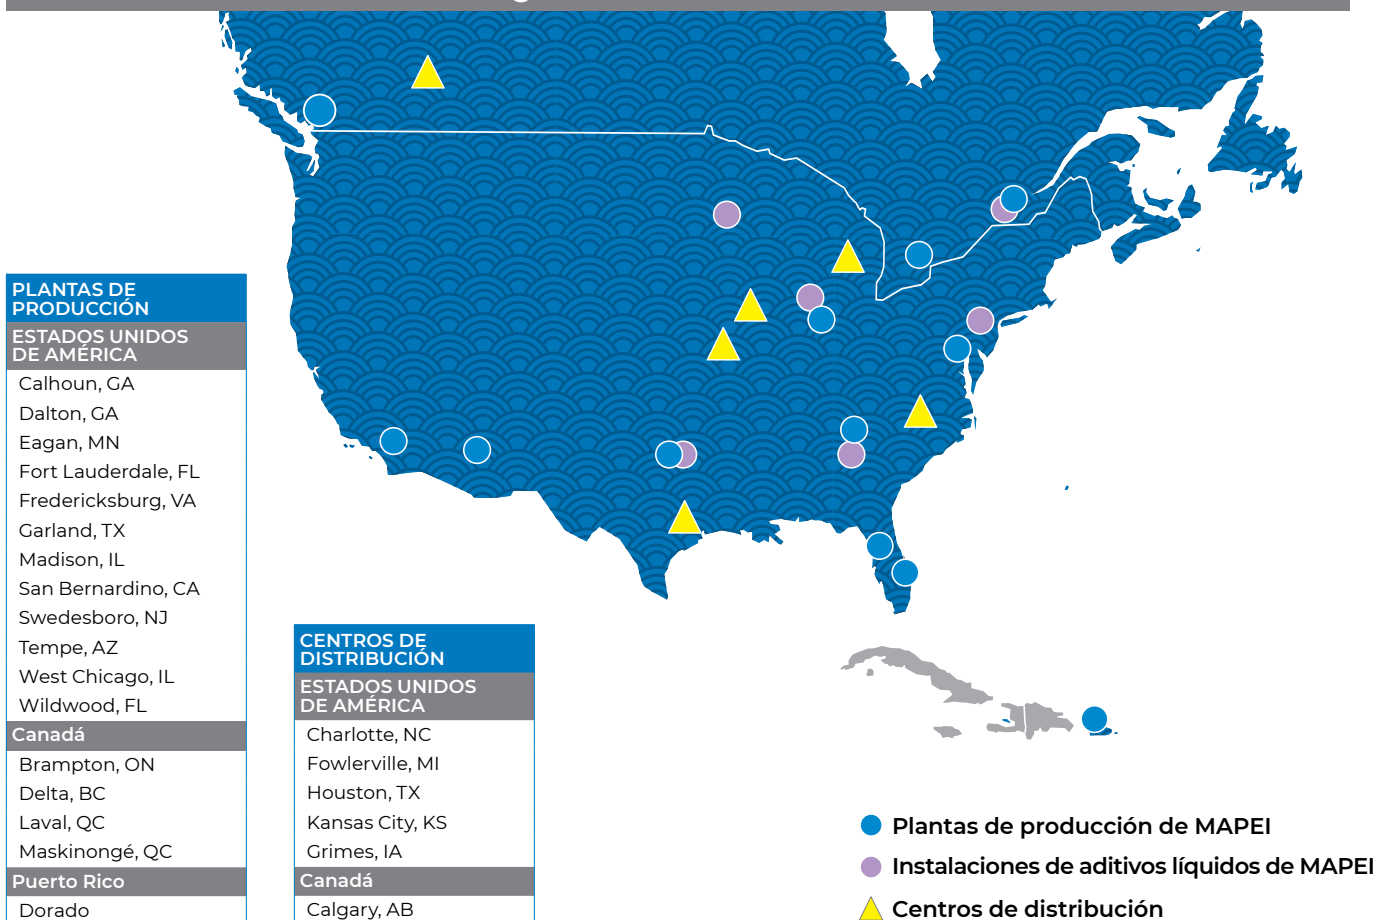 PLANTAS DE
PRODUCCIÓN
ESTADOS UNIDOS
DE AMÉRICA
Calhoun, GA
Dalton, GA
Eagan, MN
Fort Lauderdale, FL
Fredericksburg, VA
Garland, TX
Madison, IL
San Bernardino, CA
Swedesboro, NJ
Tempe, AZ
West Chicago, IL
Wildwood, FL
Canadá
Brampton, ON
Delta, BC
Laval, QC
Maskinongé, QC
Puerto Rico
Dorado
CENTROS DE
DISTRIBUCIÓN
ESTADOS UNIDOS
DE AMÉRICA
Charlotte, NC
Fowlerville, MI
Houston, TX
Kansas City, KS
Grimes, IA
Canadá
Calgary, AB
Plantas de producción de MAPEI
Instalaciones de aditivos líquidos de MAPEI
Centros de distribución